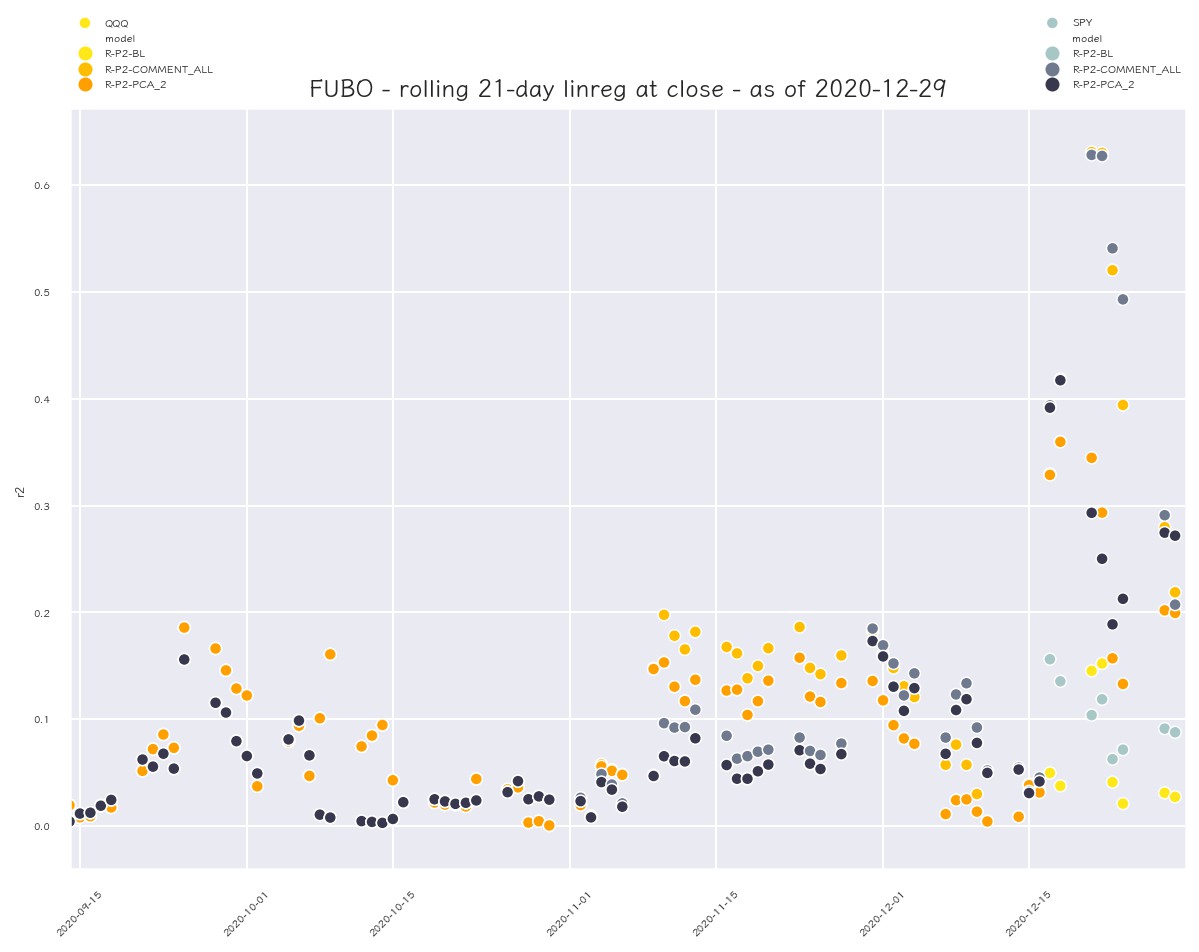 QQQ
model
R-P2-BL
R-P2-COMMENT_ALL
R-P2-PCA_2
SPY
model
R-P2-BL
R-P2-COMMENT_ALL
R-P2-PCA_2
FUBO - rolling 21-day linreg at close - as of 2020-12-29
r2
0.6
0.5
0.4
0.3
0.2
0.1
0.0
2020-09-15
2020-10-01
2020-10-15
2020-11-01
2020-11-15
2020-12-01
2020-12-15